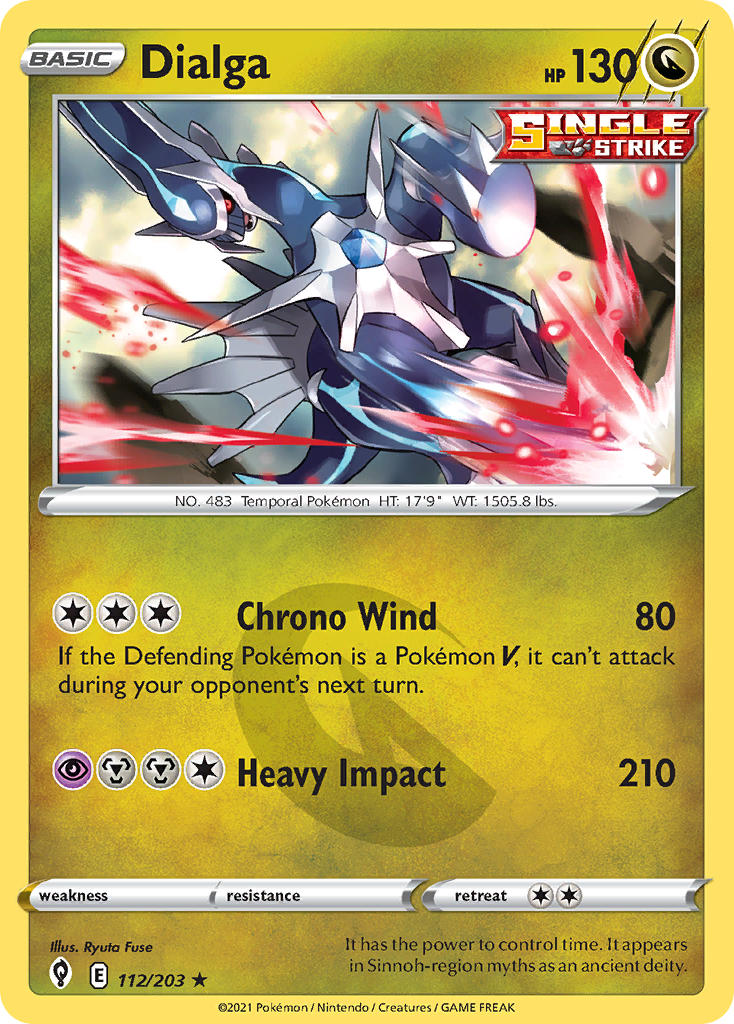 BASIC Dialga HP 130
SINGLE
STRIKE
NO. 483 Temporal Pokémon HT: 17'9" WT: 1505.8 lbs.
Chrono Wind 80
If the Defending Pokémon is a Pokémon V, it can't attack
during your opponent's next turn.
Heavy Impact 210
weakness resistance retreat
Illus. Ryuta Fuse
It has the power to control time. It appears
in Sinnoh-region myths as an ancient deity.
E 112/203 ★
©2021 Pokémon / Nintendo / Creatures / GAME FREAK